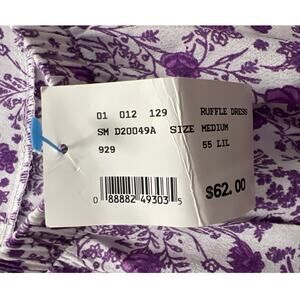 01 012 129 RUFFLE DRESS
SM D20049A SIZE MEDIUM
929 55 LIL
$62.00
0 88882 49303 5